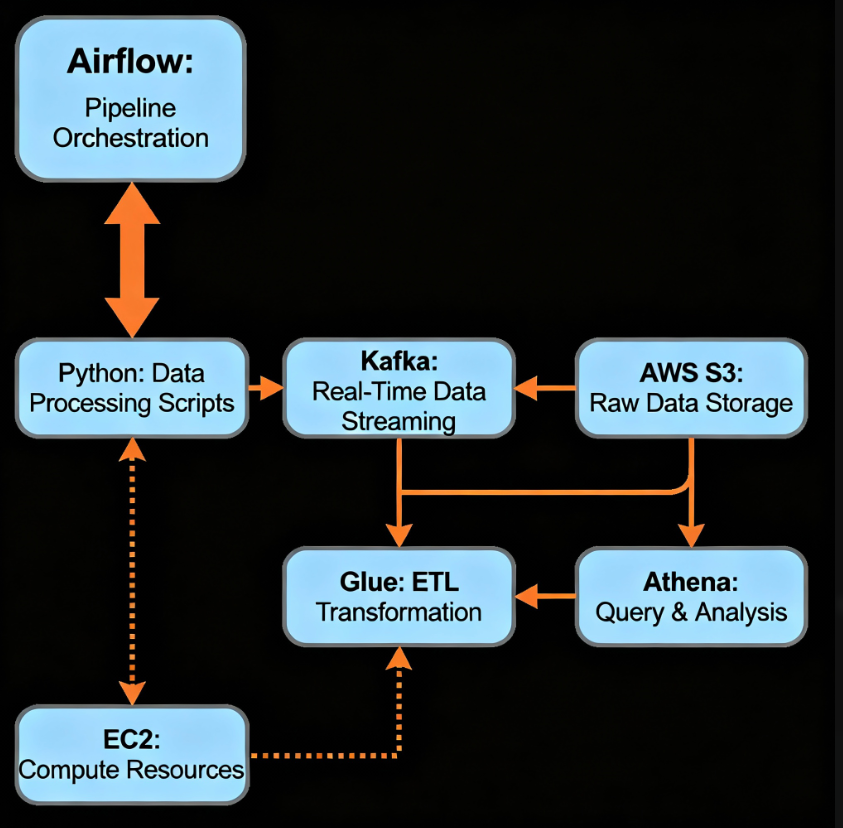 Airflow:
Pipeline
Orchestration
Python: Data
Processing Scripts
Kafka:
Real-Time Data
Streaming
AWS S3:
Raw Data Storage
Glue: ETL
Transformation
Athena:
Query & Analysis
EC2:
Compute Resources